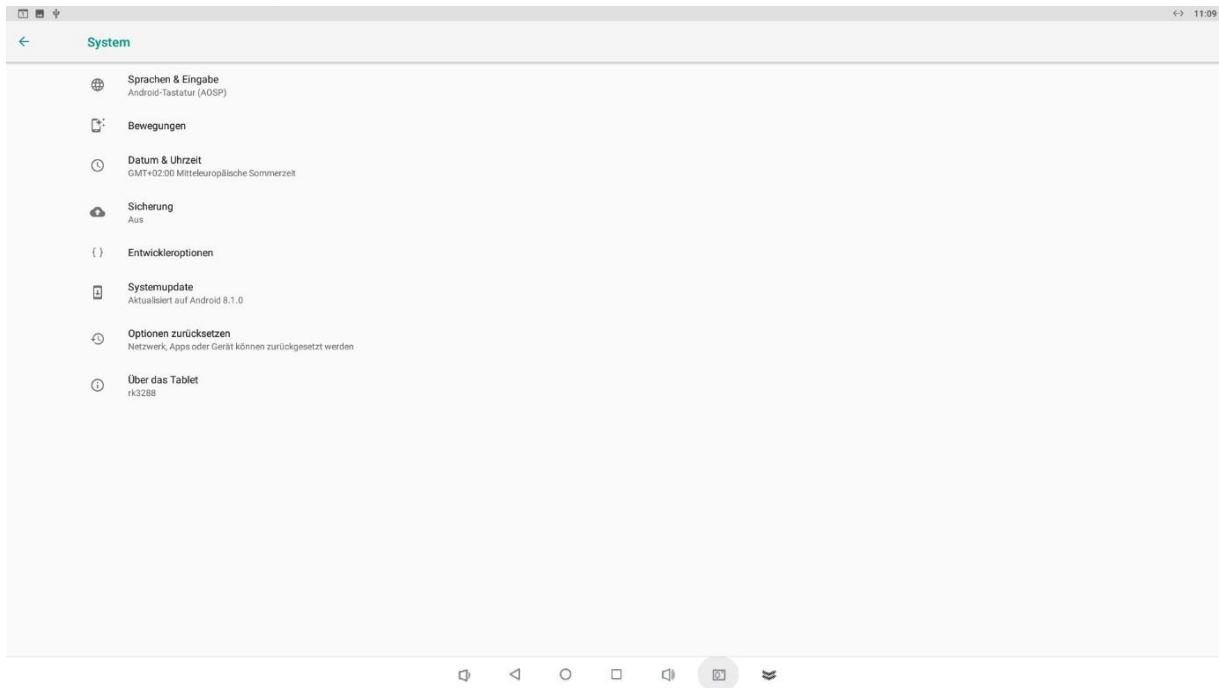 11:09
System
Sprachen & Eingabe
Android-Tastatur (AOSP)
Bewegungen
Datum & Uhrzeit
GMT+02:00 Mitteleuropäische Sommerzeit
Sicherung
Aus
{ } Entwickleroptionen
Systemupdate
Aktualisiert auf Android 8.1.0
Optionen zurücksetzen
Netzwerk, Apps oder Gerät können zurückgesetzt werden
Über das Tablet
rk3288